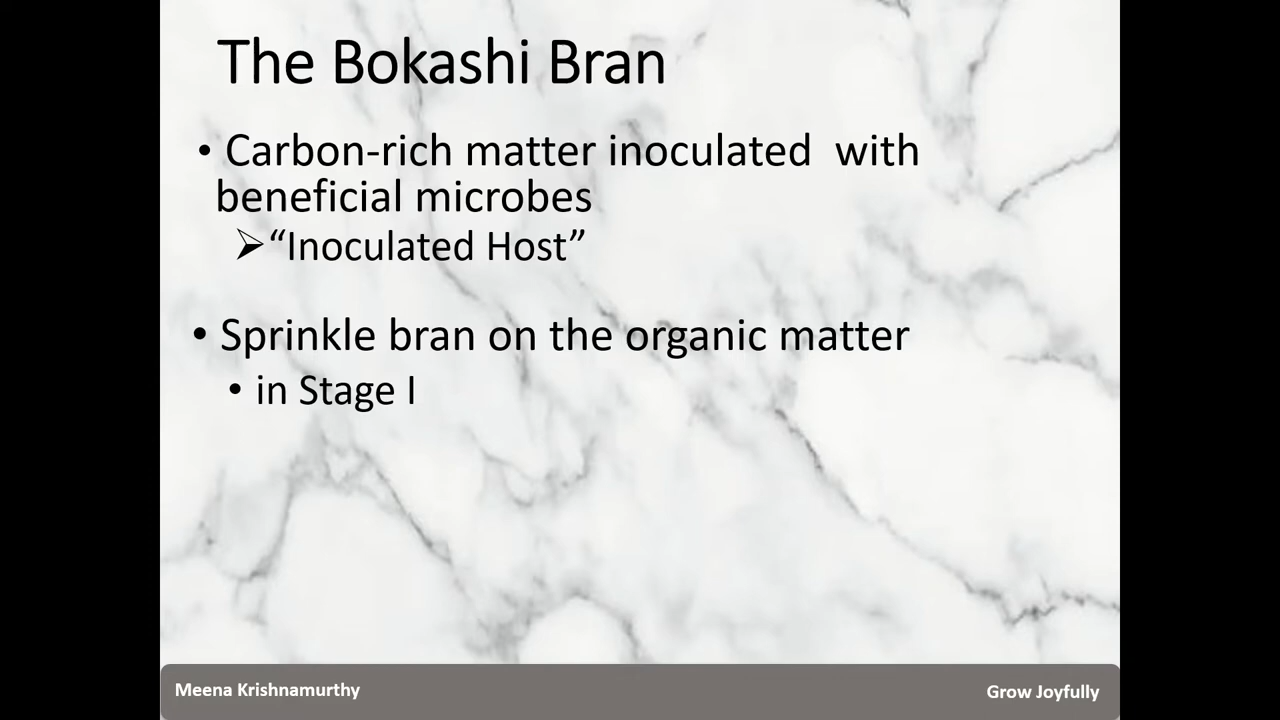 The Bokashi Bran
• Carbon-rich matter inoculated  with
beneficial microbes
➢“Inoculated Host”
• Sprinkle bran on the organic matter
• in Stage I
Meena Krishnamurthy
Grow Joyfully